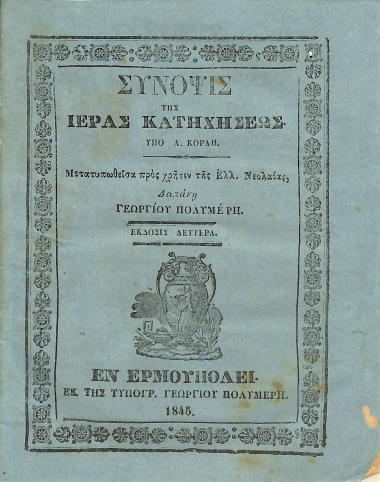 ΣΥΝΟΨΙΣ
ΤΗΣ
ΙΕΡΑΣ ΚΑΤΗΧΗΣΕΩΣ.
ΥΠΟ Α. ΚΟΡΑΗ.
Μετατυπωθεῖσα πρὸς χρῆσιν τῆς Ἑλλ. Νεολαίας,
Δαπάνῃ
ΓΕΩΡΓΙΟΥ ΠΟΛΥΜΕΡΗ.
ΕΚΔΟΣΙΣ ΔΕΥΤΕΡΑ.
ΕΝ ΕΡΜΟΥΠΟΛΕΙ.
ΕΚ ΤΗΣ ΤΥΠΟΓΡ. ΓΕΩΡΓΙΟΥ ΠΟΛΥΜΕΡΗ.
1845.